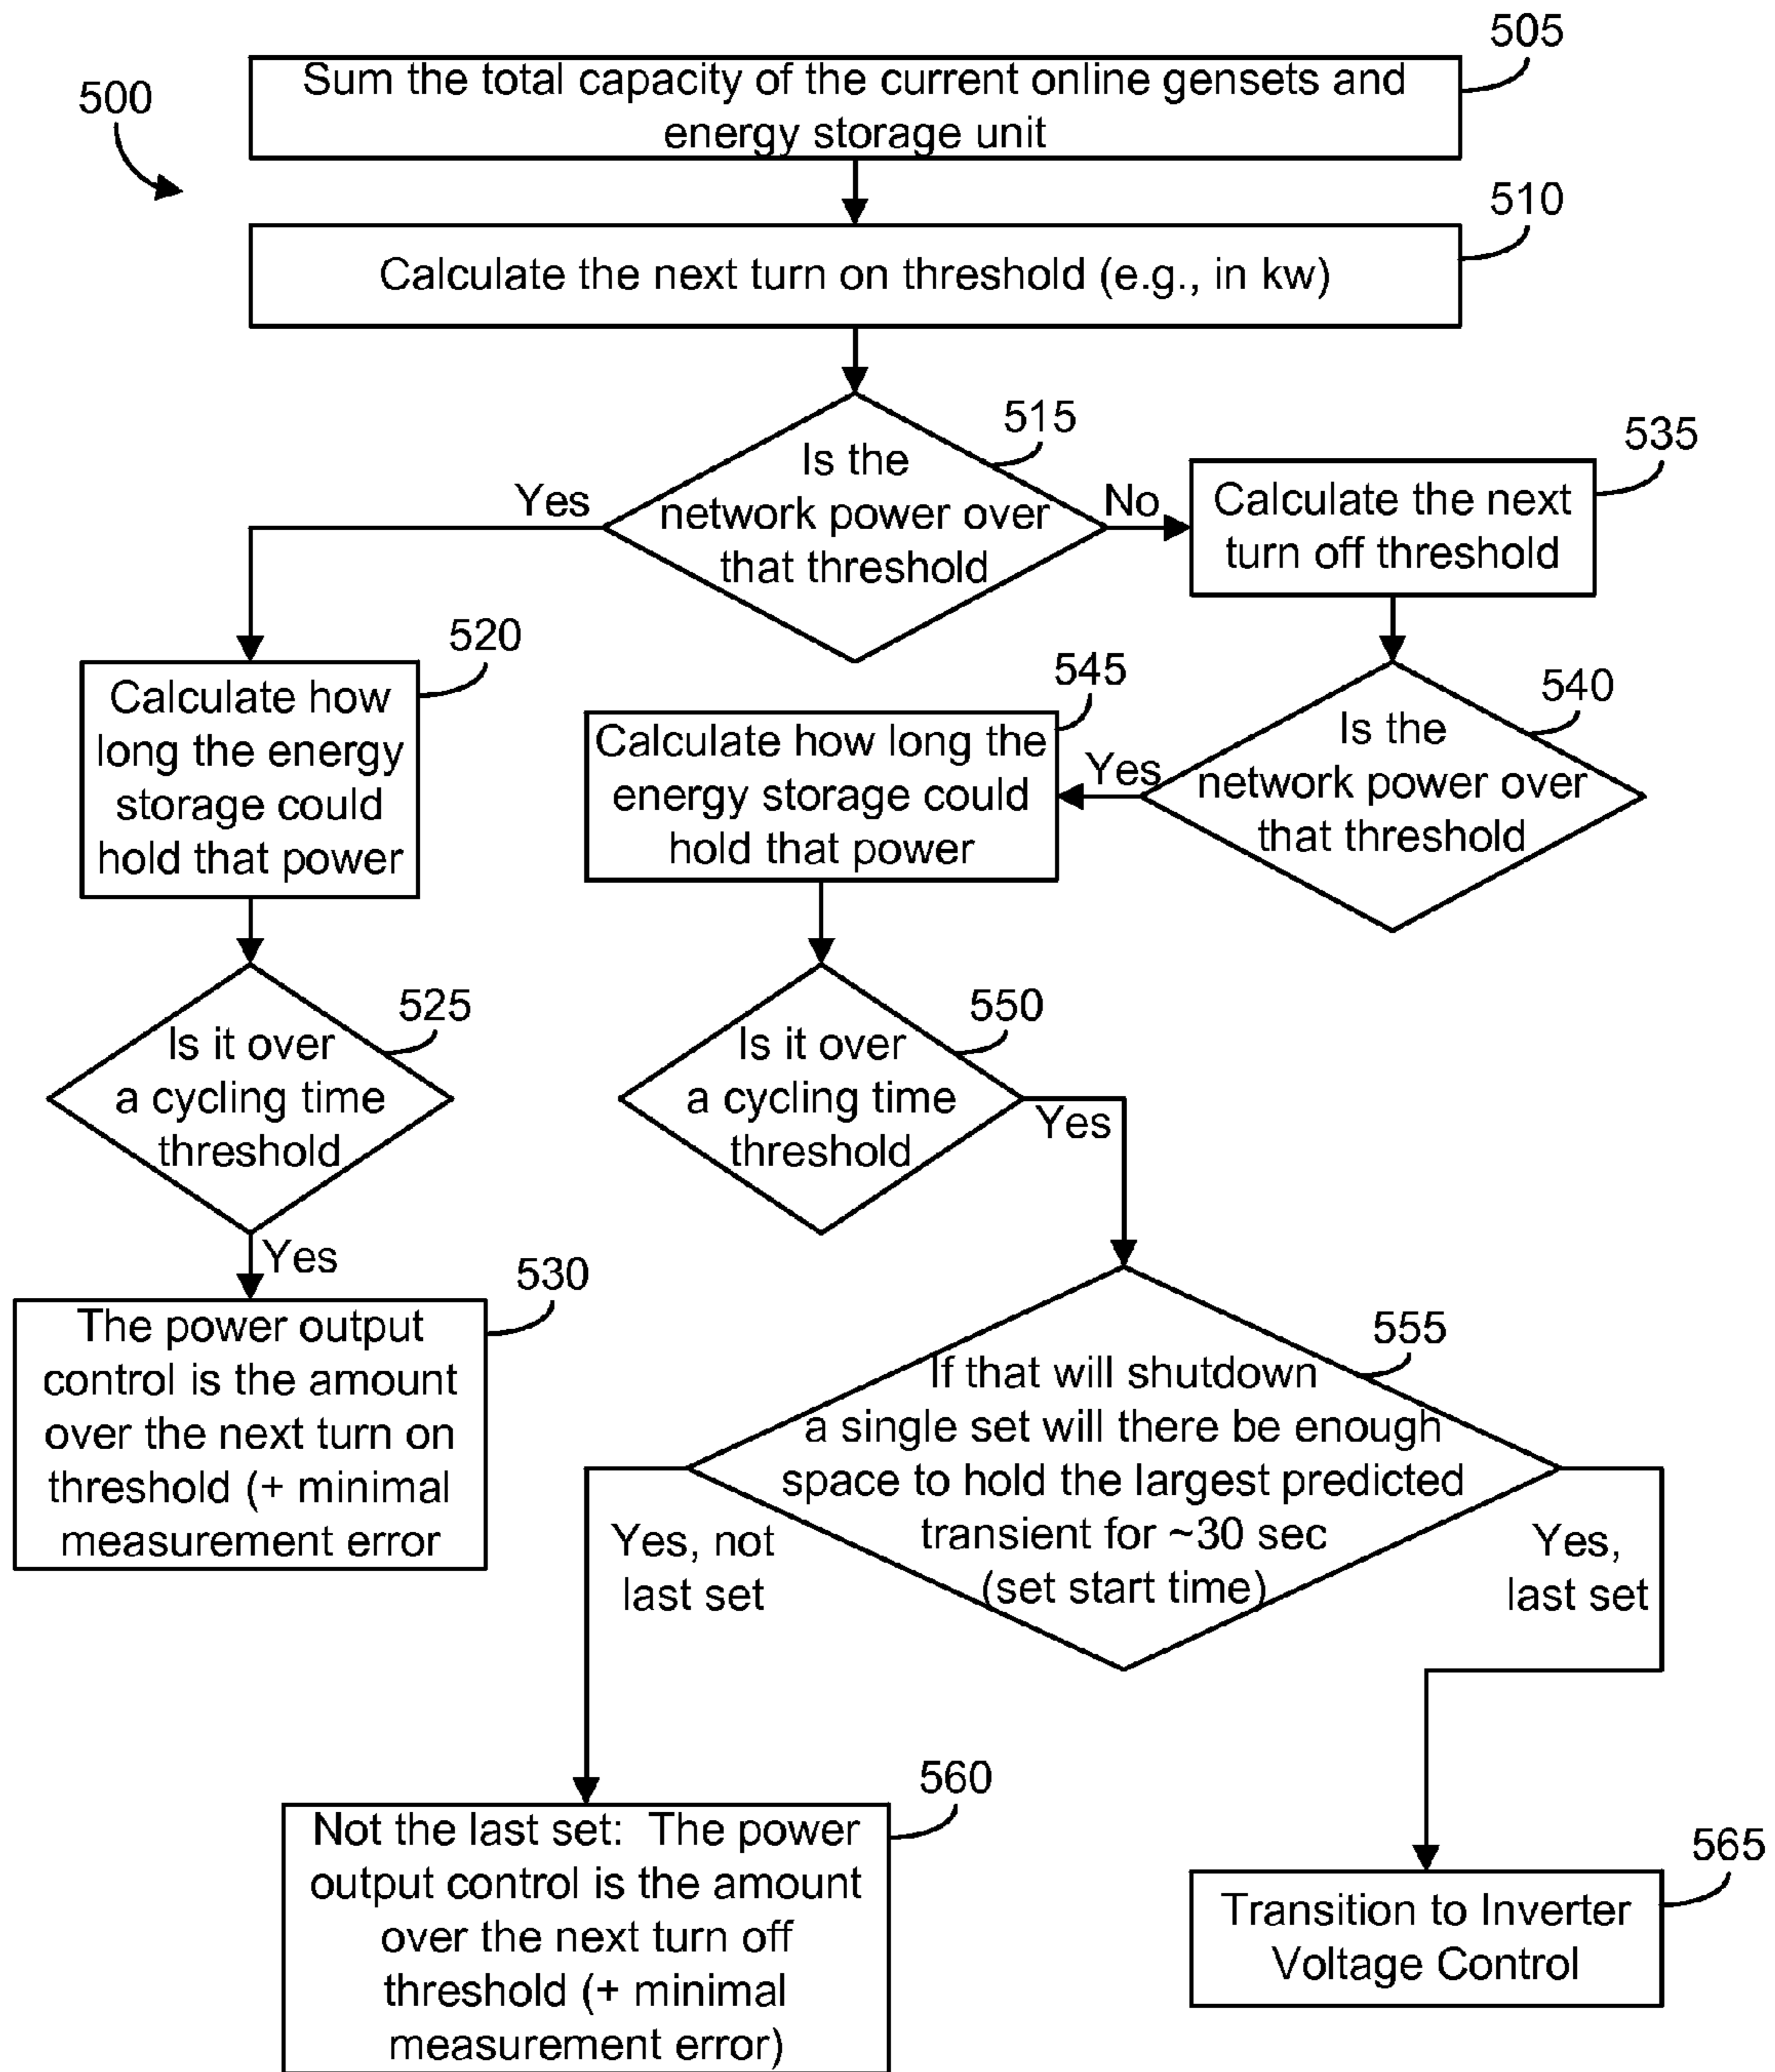 505
Sum the total capacity of the current online gensets and
energy storage unit
500
510
Calculate the next turn on threshold (e.g., in kw)
515
Is the
network power over
that threshold
Yes
No
535
Calculate the next
turn off threshold
520
Calculate how
long the energy
storage could
hold that power
545
Calculate how long the
energy storage could
hold that power
Yes
540
Is the
network power over
that threshold
525
Is it over
a cycling time
threshold
Yes
550
Is it over
a cycling time
threshold
Yes
530
The power output
control is the amount
over the next turn on
threshold (+ minimal
measurement error
555
If that will shutdown
a single set will there be enough
space to hold the largest predicted
transient for ~30 sec
(set start time)
Yes, not
last set
Yes,
last set
560
Not the last set:  The power
output control is the amount
over the next turn off
threshold (+ minimal
measurement error)
565
Transition to Inverter
Voltage Control